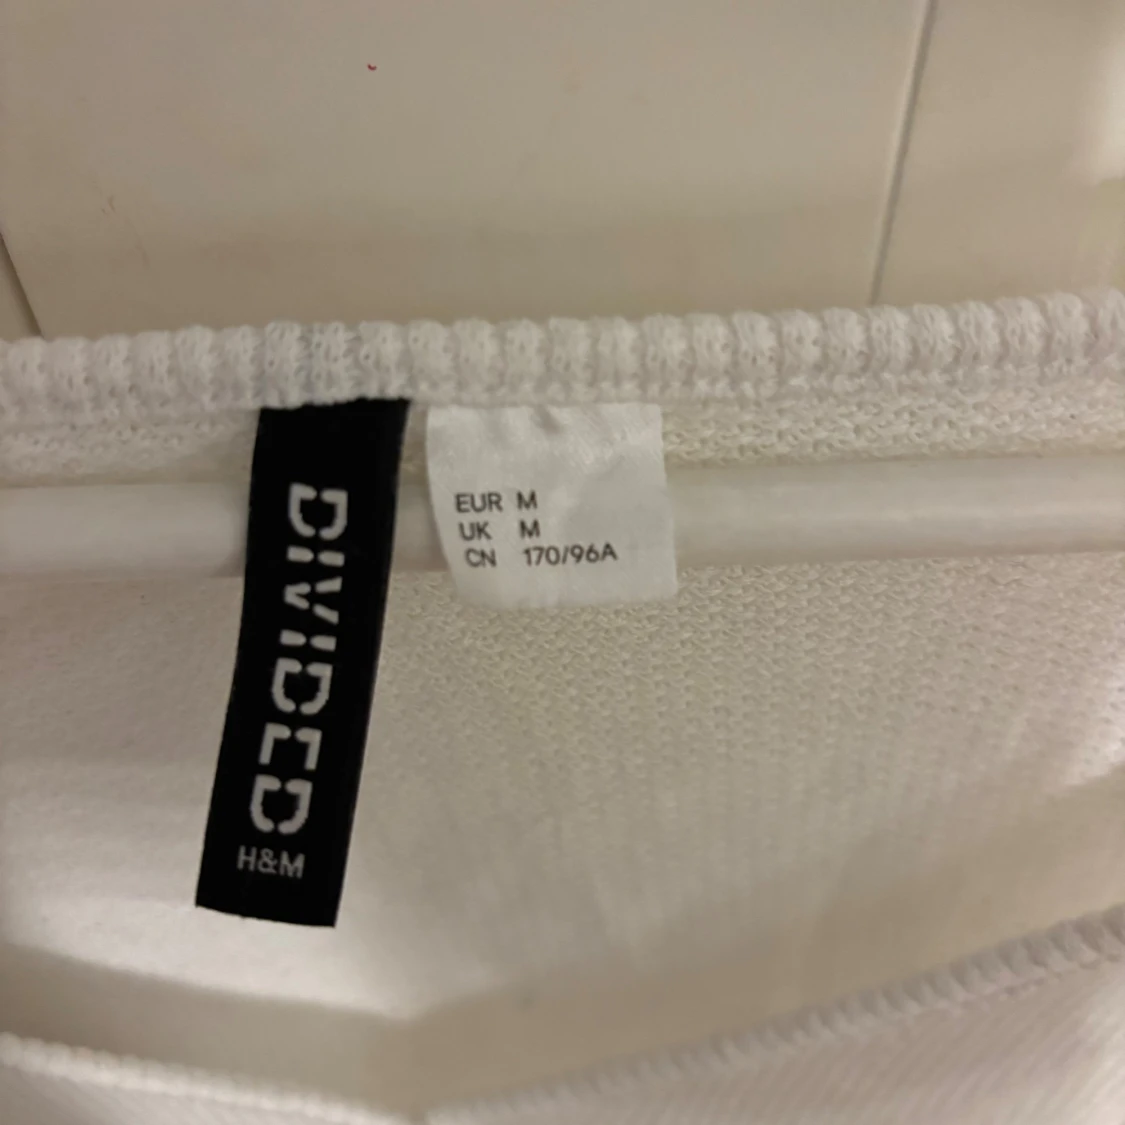 DIVIDED
H&M
EUR M
UK M
CN 170/96A